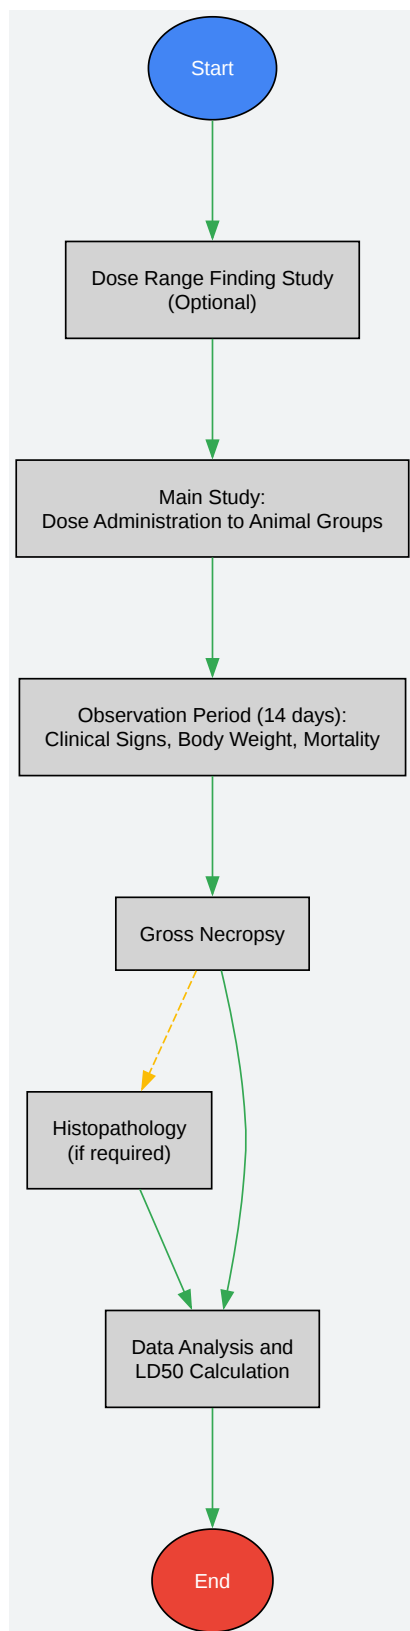 Start
Dose Range Finding Study
(Optional)
Main Study:
Dose Administration to Animal Groups
Observation Period (14 days):
Clinical Signs, Body Weight, Mortality
Gross Necropsy
Histopathology
(if required)
Data Analysis and
LD50 Calculation
End